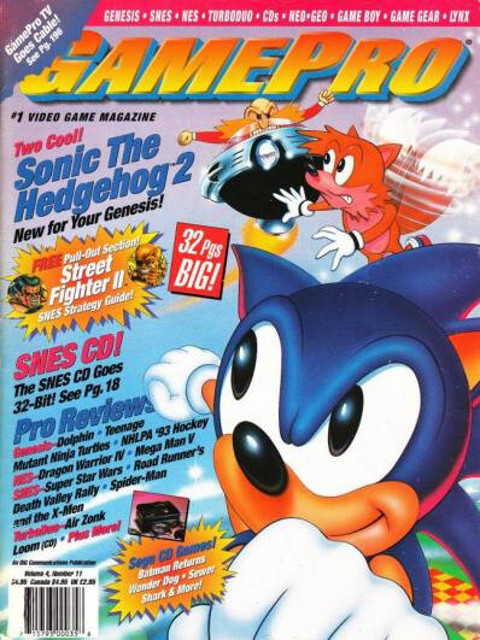 GENESIS • SNES • NES • TURBODUO • CDs • NEO•GEO • GAME BOY • GAME GEAR • LYNX
GamePro TV
Goes Cable!
See Pg. 196
GAMEPRO
#1 VIDEO GAME MAGAZINE
Two Cool!
Sonic The
Hedgehog™ 2
New for Your Genesis!
FREE Pull-Out Section!
Street
Fighter II
SNES Strategy Guide!
32 Pgs
BIG!
SNES CD!
The SNES CD Goes
32-Bit! See Pg. 18
Pro Reviews
Genesis–Dolphin • Teenage
Mutant Ninja Turtles • NHLPA '93 Hockey
NES–Dragon Warrior IV • Mega Man V
SNES–Super Star Wars • Road Runner's
Death Valley Rally • Spider-Man
and the X-Men
TurboDuo–Air Zonk
Loom (CD) • Plus More!
Sega CD Games!
Batman Returns
Wonder Dog • Sewer
Shark & More!
An IDG Communications Publication
Volume 4, Number 11
$4.95 Canada $4.95 UK £2.95